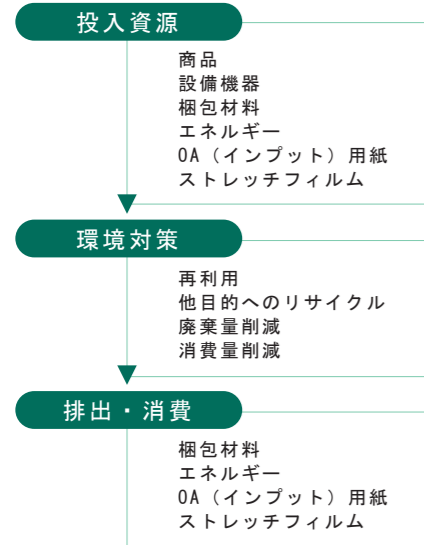 投入資源
商品
設備機器
梱包材料
エネルギー
OA（インプット）用紙
ストレッチフィルム
環境対策
再利用
他目的へのリサイクル
廃棄量削減
消費量削減
排出・消費
梱包材料
エネルギー
OA（インプット）用紙
ストレッチフィルム